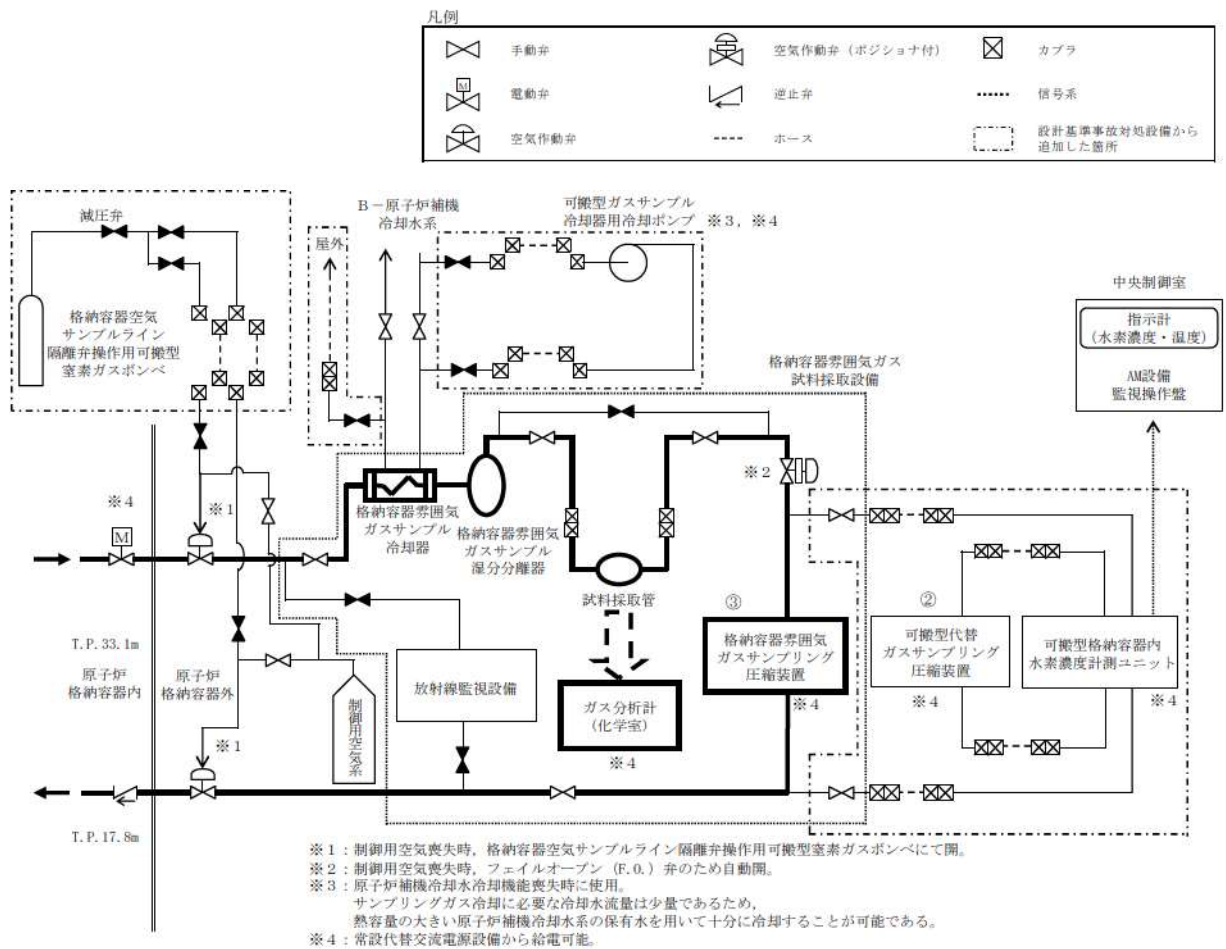 凡例
手動弁
空気作動弁（ポジショナ付）
カプラ
M
電動弁
逆止弁
信号系
空気作動弁
ホース
設計基準事故対処設備から
追加した箇所
減圧弁
格納容器空気
サンプルライン
隔離弁操作用可搬型
窒素ガスボンベ
屋外
B－原子炉補機
冷却水系
可搬型ガスサンプル
冷却器用冷却ポンプ ※3，※4
中央制御室
指示計
（水素濃度・温度）
AM設備
監視操作盤
格納容器雰囲気ガス
試料採取設備
※4
M
※1
格納容器雰囲気
ガスサンプル
冷却器
格納容器雰囲気
ガスサンプル
湿分分離器
試料採取管
※2
T.P.33.1m
原子炉
格納容器内
原子炉
格納容器外
※1
制御用空気系
放射線監視設備
ガス分析計
（化学室）
※4
③
格納容器雰囲気
ガスサンプリング
圧縮装置
※4
②
可搬型代替
ガスサンプリング
圧縮装置
※4
可搬型格納容器内
水素濃度計測ユニット
※4
T.P.17.8m
※1：制御用空気喪失時，格納容器空気サンプルライン隔離弁操作用可搬型窒素ガスボンベにて開。
※2：制御用空気喪失時，フェイルオープン（F.O.）弁のため自動開。
※3：原子炉補機冷却水冷却機能喪失時に使用。
サンプリングガス冷却に必要な冷却水流量は少量であるため，
熱容量の大きい原子炉補機冷却水系の保有水を用いて十分に冷却することが可能である。
※4：常設代替交流電源設備から給電可能。